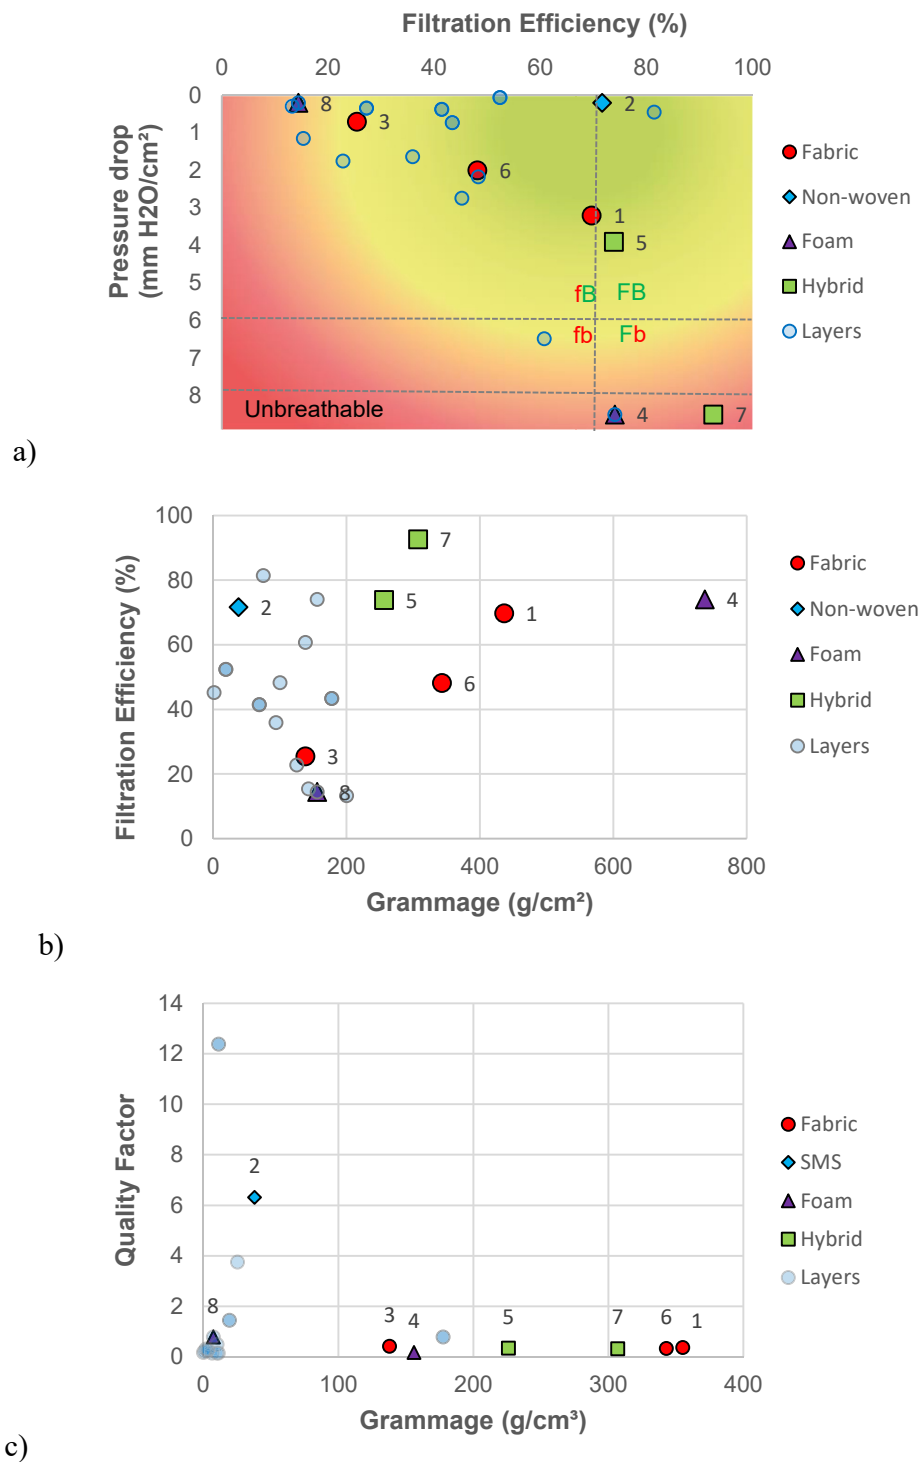 Filtration Efficiency (%)
0 20 40 60 80 100
Pressure drop
(mm H2O/cm²)
0
1
2
3
4
5
6
7
8
8
3
2
6
1
5
fB FB
fb Fb
Unbreathable
4
7
Fabric
Non-woven
Foam
Hybrid
Layers
a)
Filtration Efficiency (%)
100
80
60
40
20
0
7
2
5
1
4
6
3
8
0 200 400 600 800
Grammage (g/cm²)
Fabric
Non-woven
Foam
Hybrid
Layers
b)
Quality Factor
14
12
10
8
6
4
2
0
2
8
3
4
5
7
6
1
0 100 200 300 400
Grammage (g/cm³)
Fabric
SMS
Foam
Hybrid
Layers
c)